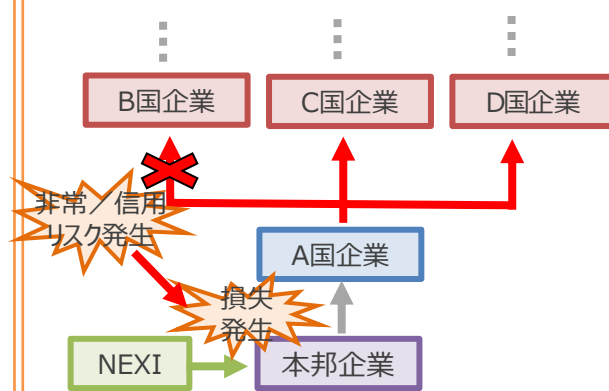 B国企業
C国企業
D国企業
非常／信用
リスク発生
A国企業
損失
発生
NEXI
本邦企業